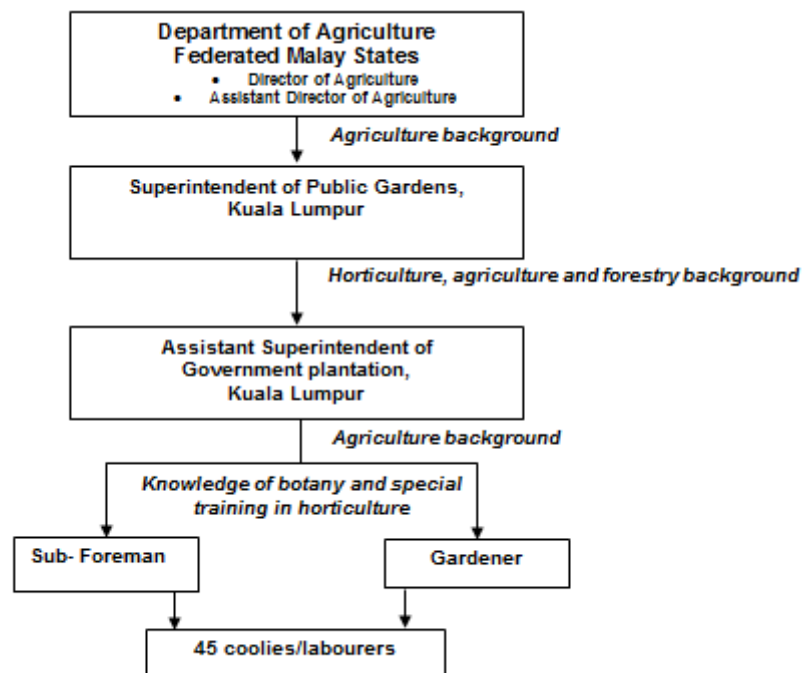 Department of Agriculture
Federated Malay States
• Director of Agriculture
• Assistant Director of Agriculture
Agriculture background
Superintendent of Public Gardens,
Kuala Lumpur
Horticulture, agriculture and forestry background
Assistant Superintendent of
Government plantation,
Kuala Lumpur
Agriculture background
Knowledge of botany and special
training in horticulture
Sub- Foreman
Gardener
45 coolies/labourers